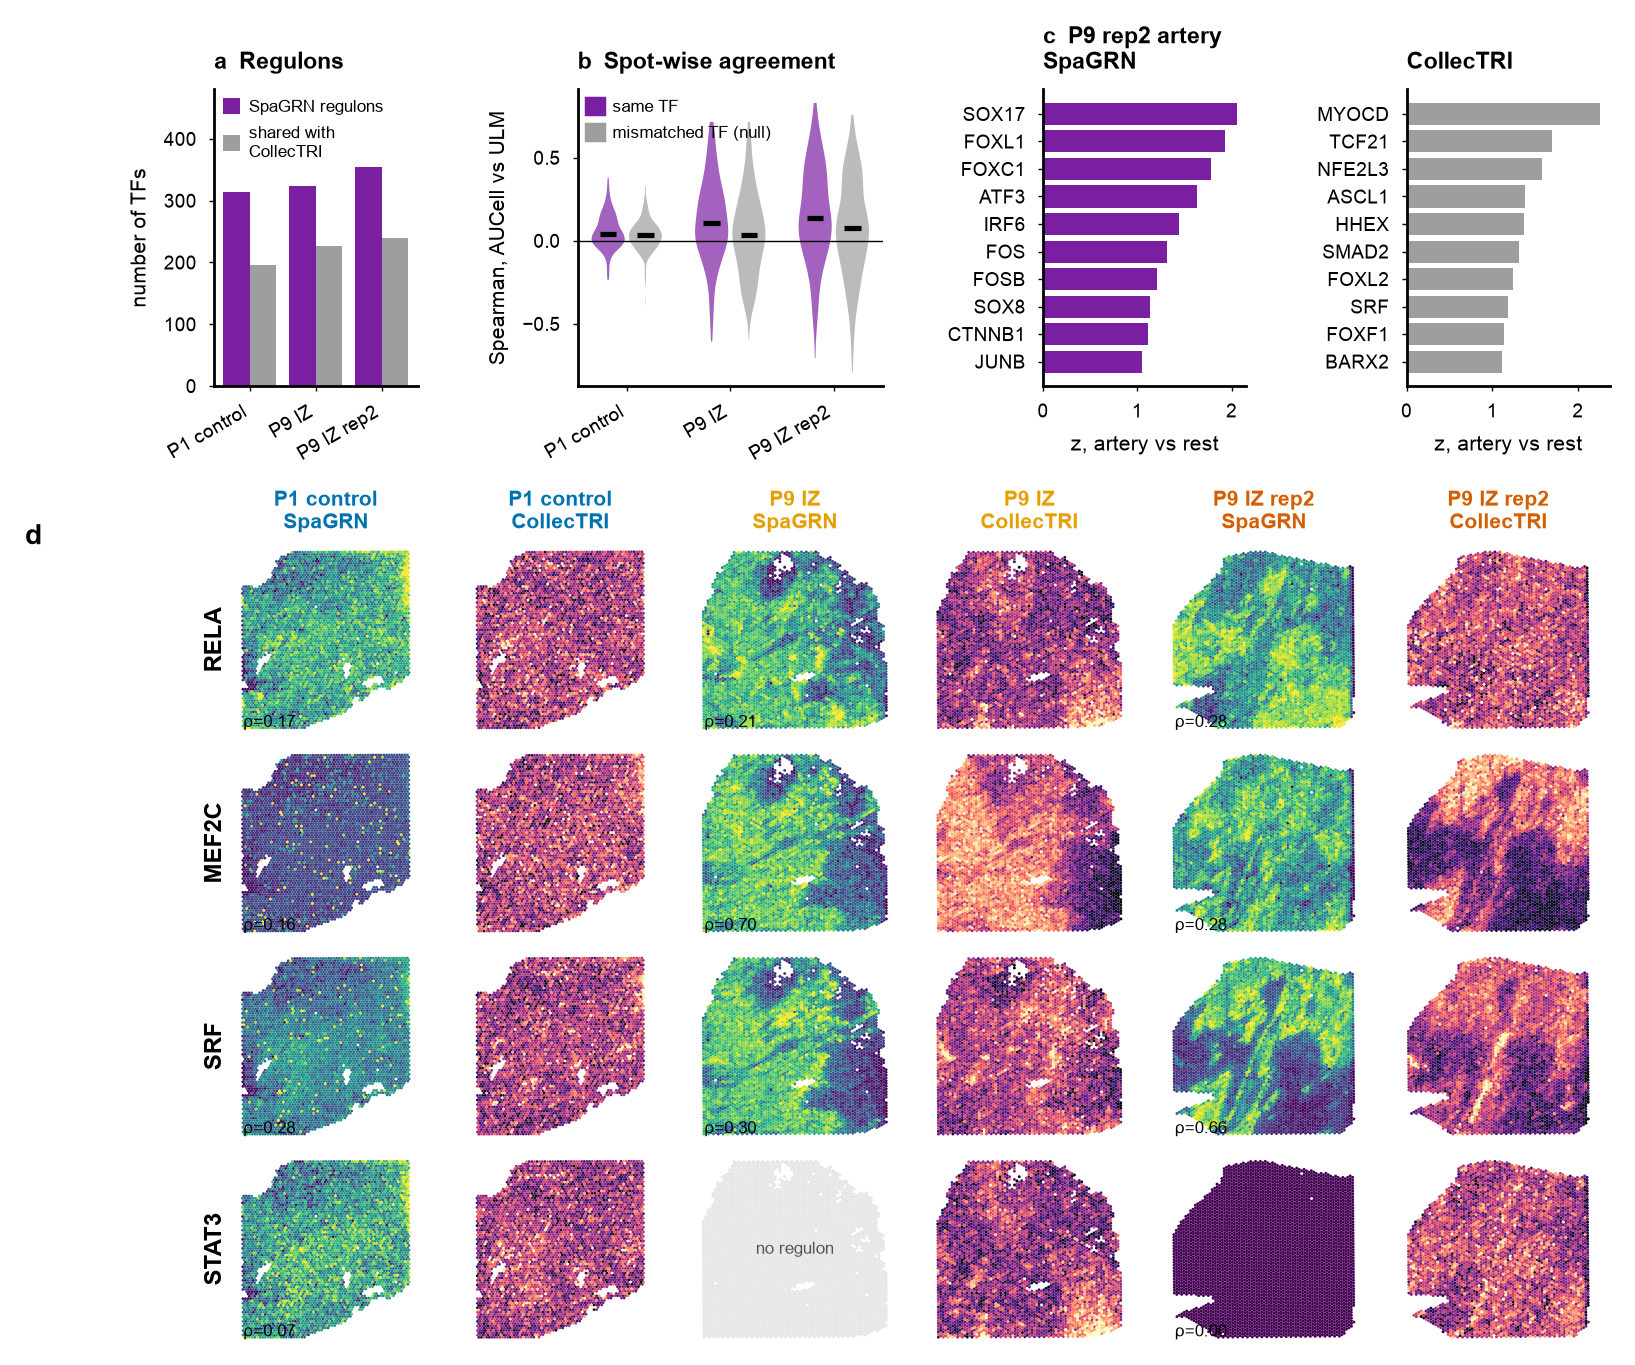 a Regulons
SpaGRN regulons
shared with
CollecTRI
number of TFs
400
300
200
100
0
P1 control
P9 IZ
P9 IZ rep2
b Spot-wise agreement
same TF
mismatched TF (null)
Spearman, AUCell vs ULM
0.5
0.0
−0.5
P1 control
P9 IZ
P9 IZ rep2
c P9 rep2 artery
SpaGRN
SOX17
FOXL1
FOXC1
ATF3
IRF6
FOS
FOSB
SOX8
CTNNB1
JUNB
0
1
2
z, artery vs rest
CollecTRI
MYOCD
TCF21
NFE2L3
ASCL1
HHEX
SMAD2
FOXL2
SRF
FOXF1
BARX2
0
1
2
z, artery vs rest
d
P1 control
SpaGRN
P1 control
CollecTRI
P9 IZ
SpaGRN
P9 IZ
CollecTRI
P9 IZ rep2
SpaGRN
P9 IZ rep2
CollecTRI
RELA
ρ=0.17
ρ=0.21
ρ=0.28
MEF2C
ρ=0.16
ρ=0.70
ρ=0.28
SRF
ρ=0.28
ρ=0.30
ρ=0.66
STAT3
ρ=0.07
no regulon
ρ=0.00